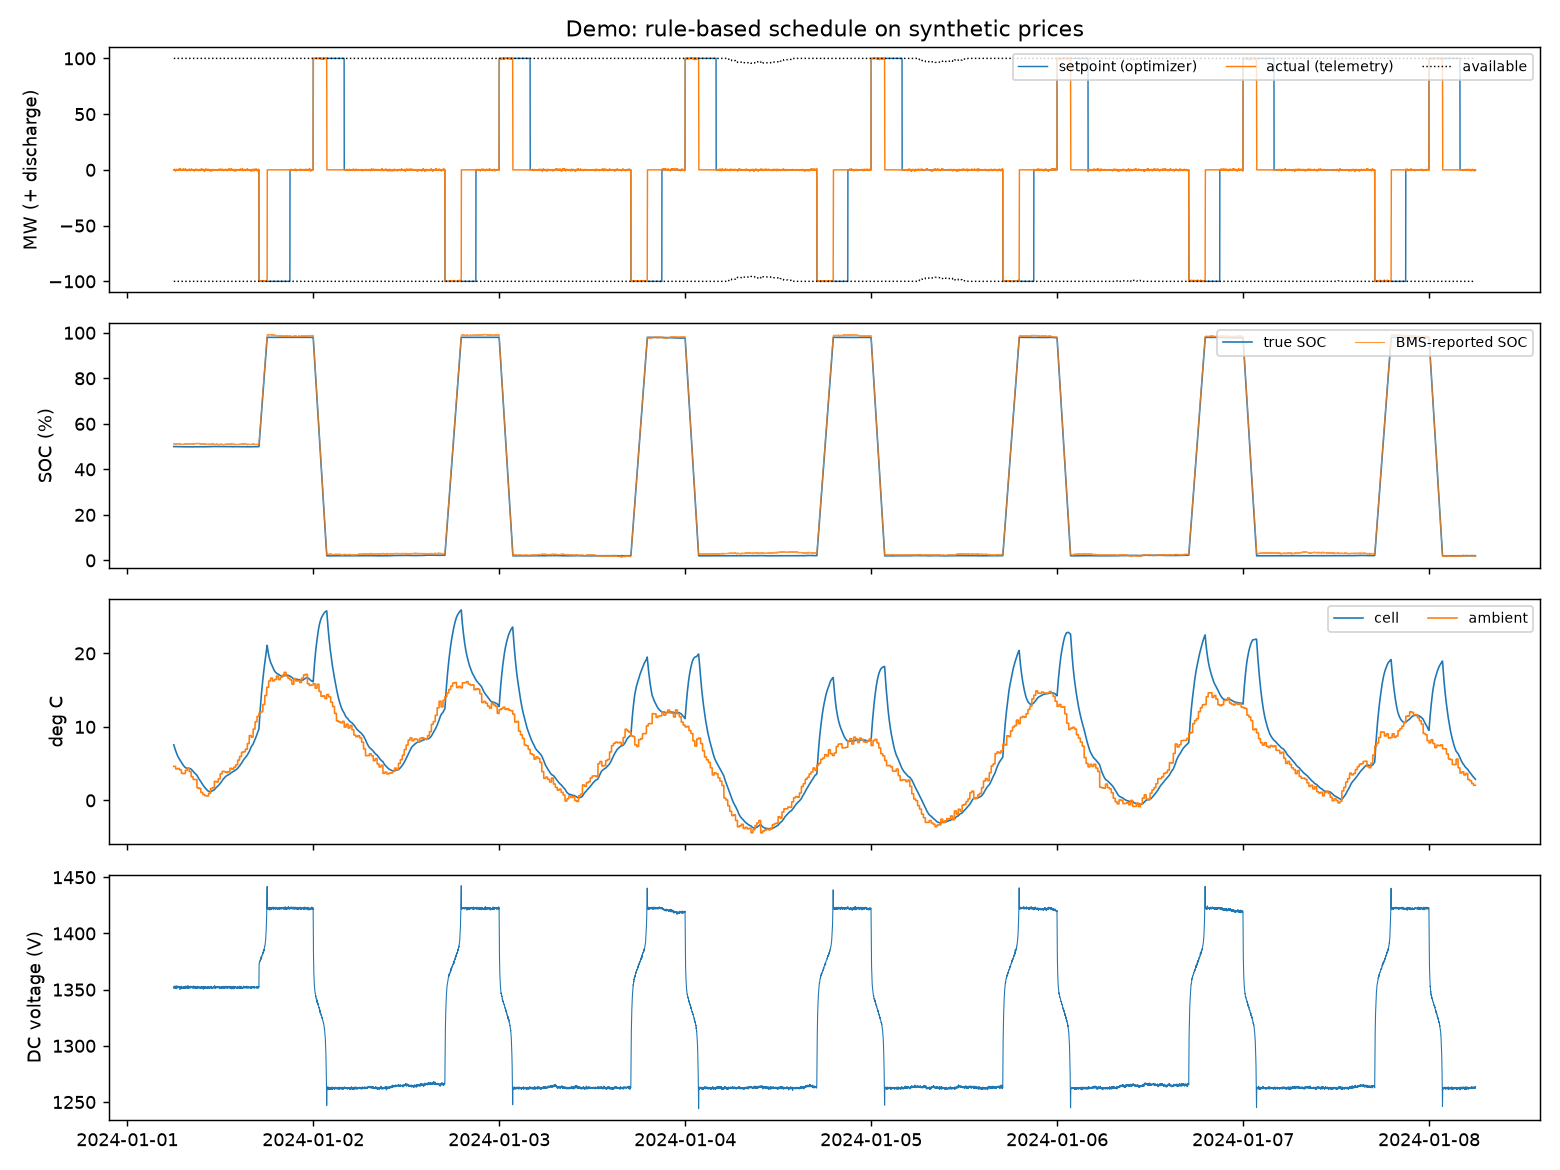 Demo: rule-based schedule on synthetic prices
setpoint (optimizer) actual (telemetry) available
MW (+ discharge)
100
50
0
−50
−100
true SOC BMS-reported SOC
SOC (%)
100
80
60
40
20
0
cell ambient
deg C
20
10
0
DC voltage (V)
1450
1400
1350
1300
1250
2024-01-01 2024-01-02 2024-01-03 2024-01-04 2024-01-05 2024-01-06 2024-01-07 2024-01-08